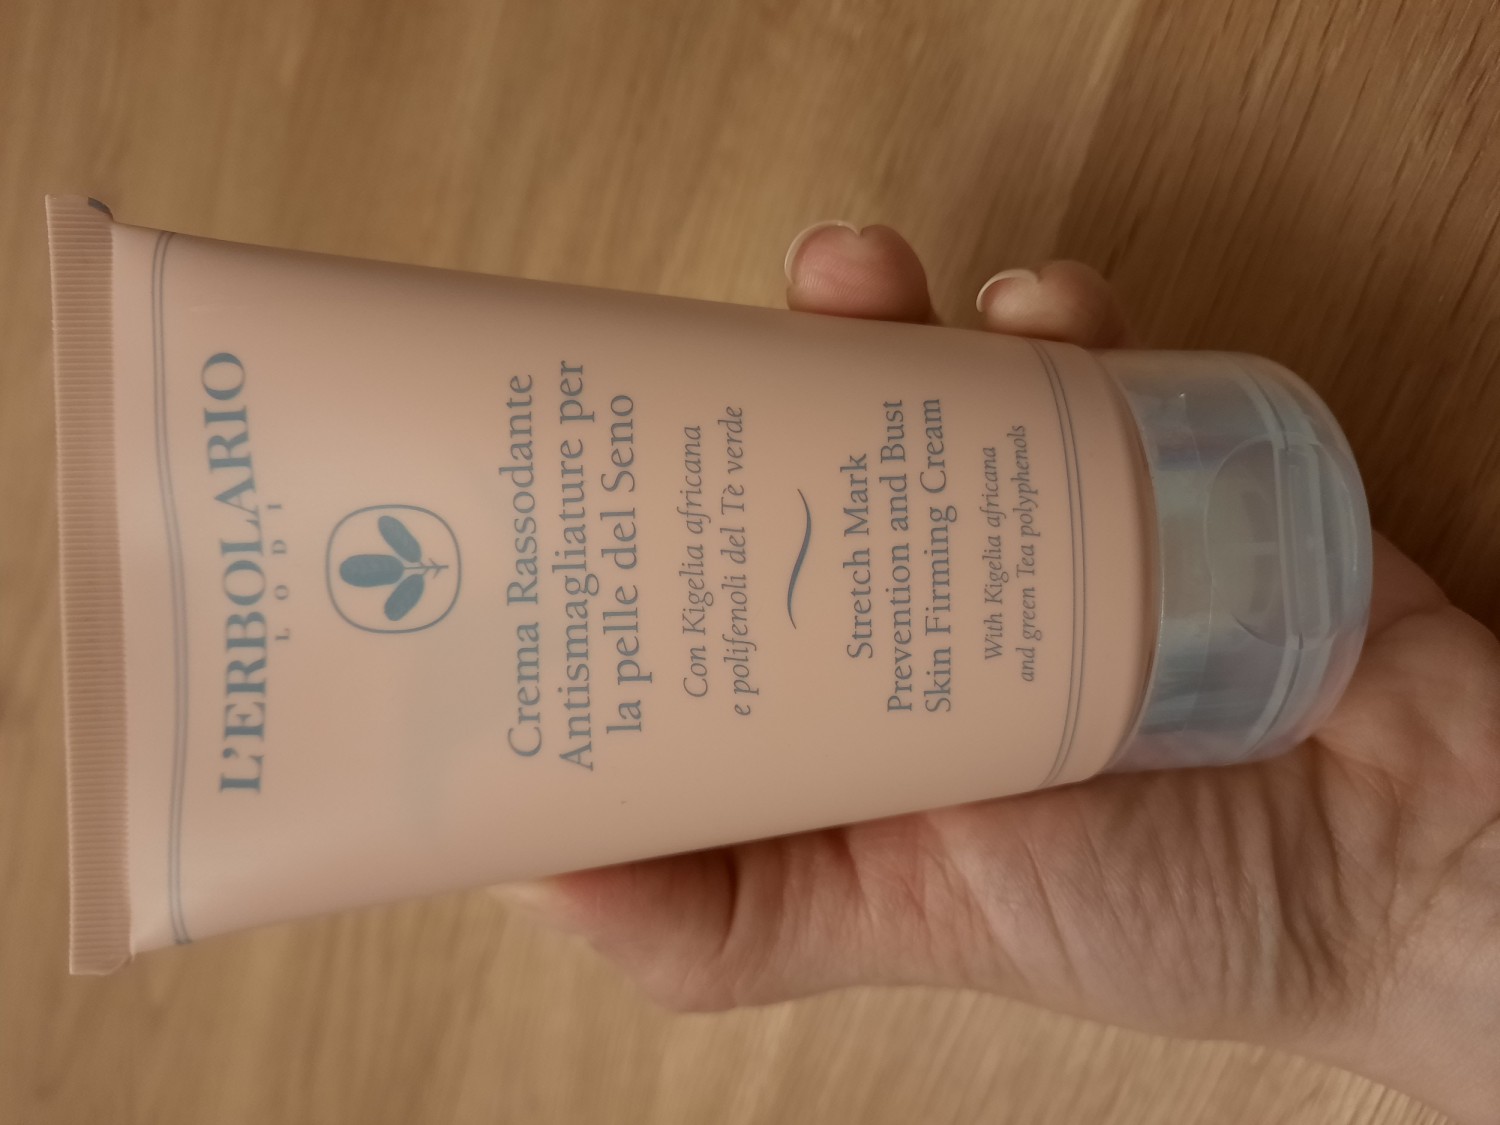 L'ERBOLARIO
LODI
Crema Rassodante
Antismagliature per
la pelle del Seno
Con Kigelia africana
e polifenoli del Tè verde
Stretch Mark
Prevention and Bust
Skin Firming Cream
With Kigelia africana
and green Tea polyphenols